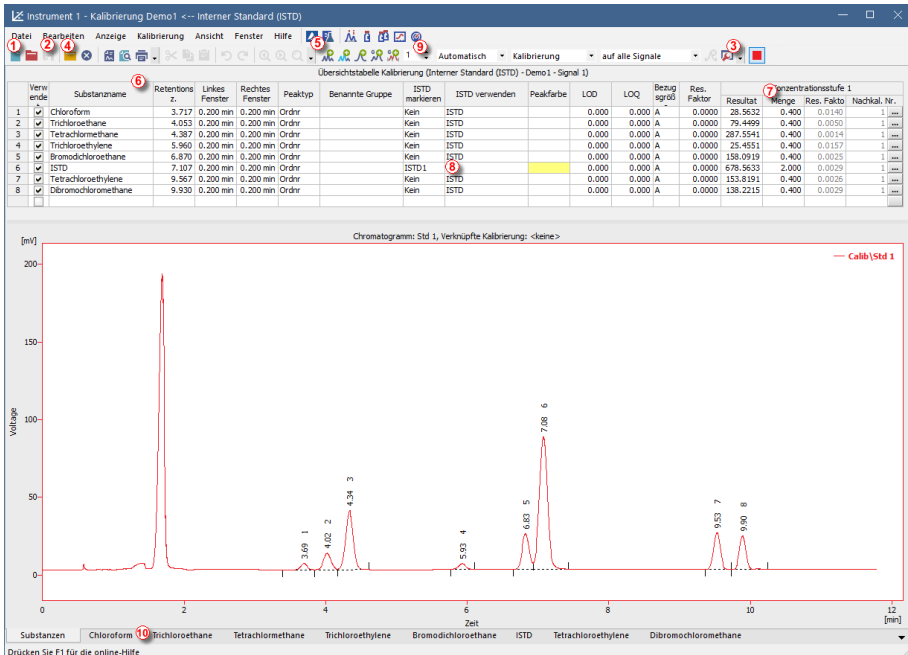 Instrument 1 - Kalibrierung Demo1 <-- Interner Standard (ISTD)
Datei Bearbeiten Anzeige Kalibrierung Ansicht Fenster Hilfe
1 2 4 5 9 3
1 Automatisch Kalibrierung auf alle Signale
Übersichtstabelle Kalibrierung (Interner Standard (ISTD) - Demo1 - Signal 1)
Verwende Substanzname 6 Retentionsz. Linkes Fenster Rechtes Fenster Peaktyp Benannte Gruppe ISTD markieren ISTD verwenden Peakfarbe LOD LOQ Bezugsgröß Res. Faktor 7 Konzentrationsstufe 1
Resultat Menge Res. Fakto Nachkal. Nr.
1 Chloroform 3.717 0.200 min 0.200 min Ordnr Kein ISTD 0.000 0.000 A 0.0000 28.5632 0.400 0.0140 1 ...
2 Trichloroethane 4.053 0.200 min 0.200 min Ordnr Kein ISTD 0.000 0.000 A 0.0000 79.4499 0.400 0.0050 1 ...
3 Tetrachlormethane 4.387 0.200 min 0.200 min Ordnr Kein ISTD 0.000 0.000 A 0.0000 287.5541 0.400 0.0014 1 ...
4 Trichloroethylene 5.960 0.200 min 0.200 min Ordnr Kein ISTD 0.000 0.000 A 0.0000 25.4551 0.400 0.0157 1 ...
5 Bromodichloroethane 6.870 0.200 min 0.200 min Ordnr Kein ISTD 0.000 0.000 A 0.0000 158.0919 0.400 0.0025 1 ...
6 ISTD 7.107 0.200 min 0.200 min Ordnr ISTD1 8 0.000 0.000 A 0.0000 678.5633 2.000 0.0029 1 ...
7 Tetrachloroethylene 9.567 0.200 min 0.200 min Ordnr Kein ISTD 0.000 0.000 A 0.0000 153.8191 0.400 0.0026 1 ...
8 Dibromochloromethane 9.930 0.200 min 0.200 min Ordnr Kein ISTD 0.000 0.000 A 0.0000 138.2215 0.400 0.0029 1 ...
Chromatogramm: Std 1, Verknüpfte Kalibrierung: <keine>
[mV]
Calib\Std 1
200
150
100
50
0
Voltage
3.69 1
4.02 2
4.34 3
5.93 4
6.83 5
7.08 6
9.53 7
9.90 8
0 2 4 6 8 10 12
Zeit
[min]
Substanzen Chloroform 10 Trichloroethane Tetrachlormethane Trichloroethylene Bromodichloroethane ISTD Tetrachloroethylene Dibromochloromethane
Drücken Sie F1 für die online-Hilfe